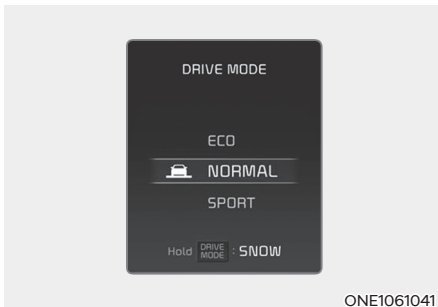 DRIVE MODE
ECO
NORMAL
SPORT
Hold DRIVE MODE : SNOW
ONE1061041